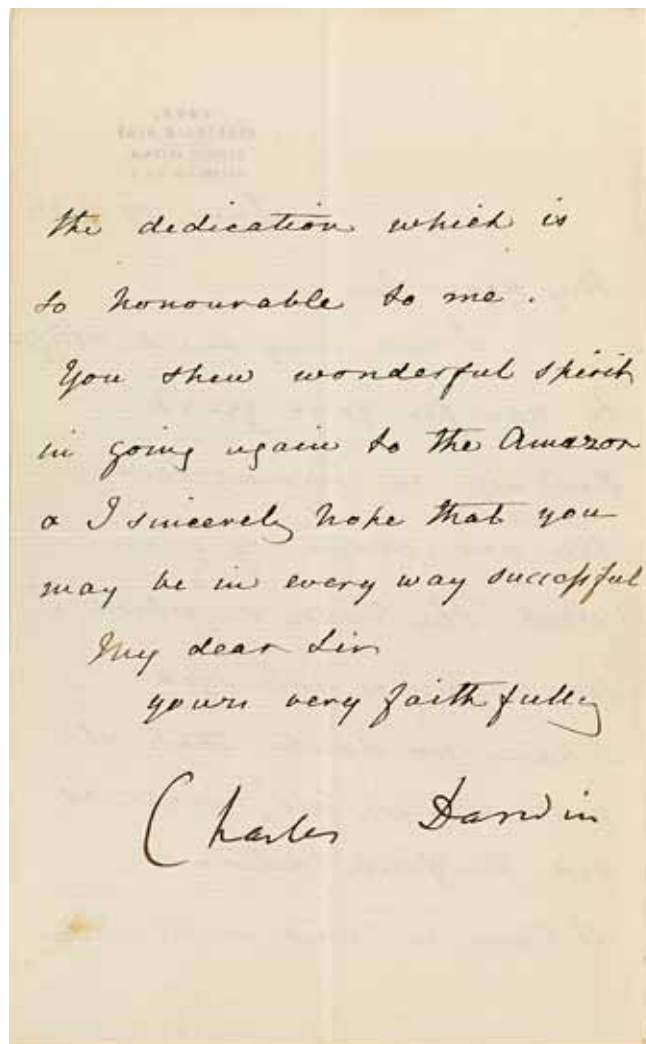 the dedication which is
so honourable to me.
You shew wonderful spirit
in going again to the Amazon
& I sincerely hope that you
may be in every way successful
My dear Sir
yours very faithfully
Charles Darwin